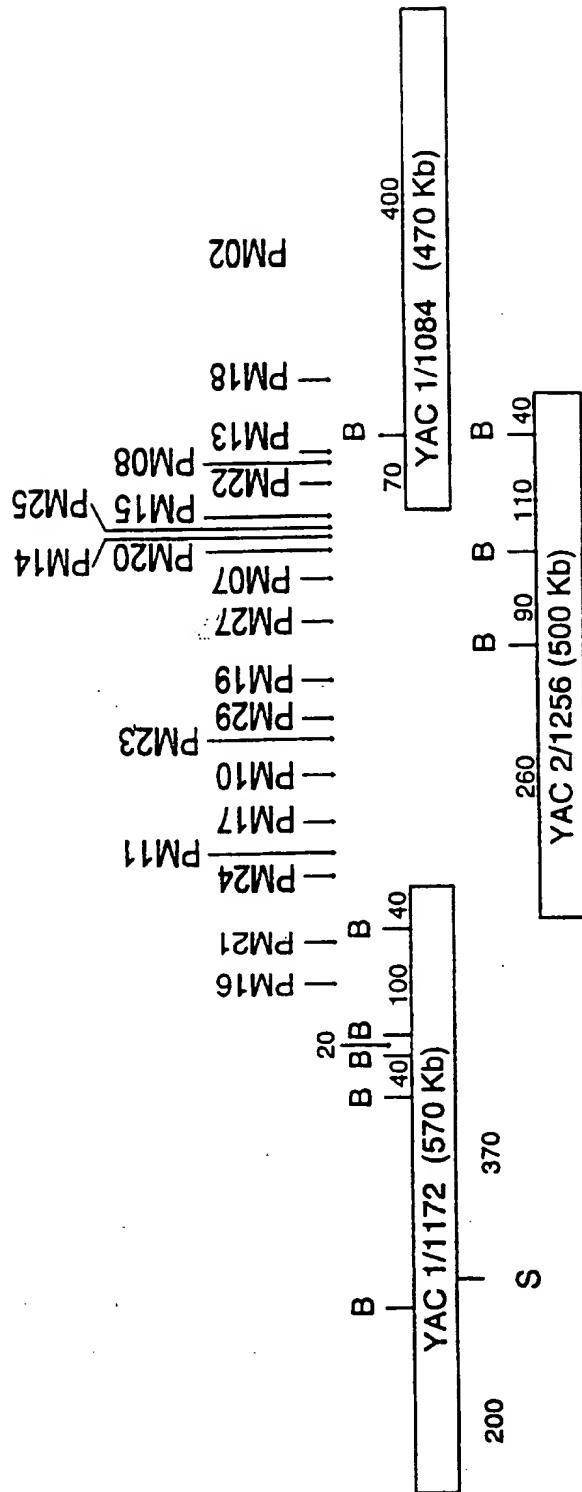 PM14 PM25
PM11 PM23 PM20 PM15 PM08
PM16 PM21 PM24 PM17 PM10 PM29 PM19 PM27 PM07 PM22 PM13 PM18 PM02
20
B B B B B B
40 100 40 70 400
YAC 1/1172 (570 Kb) YAC 1/1084 (470 Kb)
200 370
B B B
S
260 90 110 40
YAC 2/1256 (500 Kb)